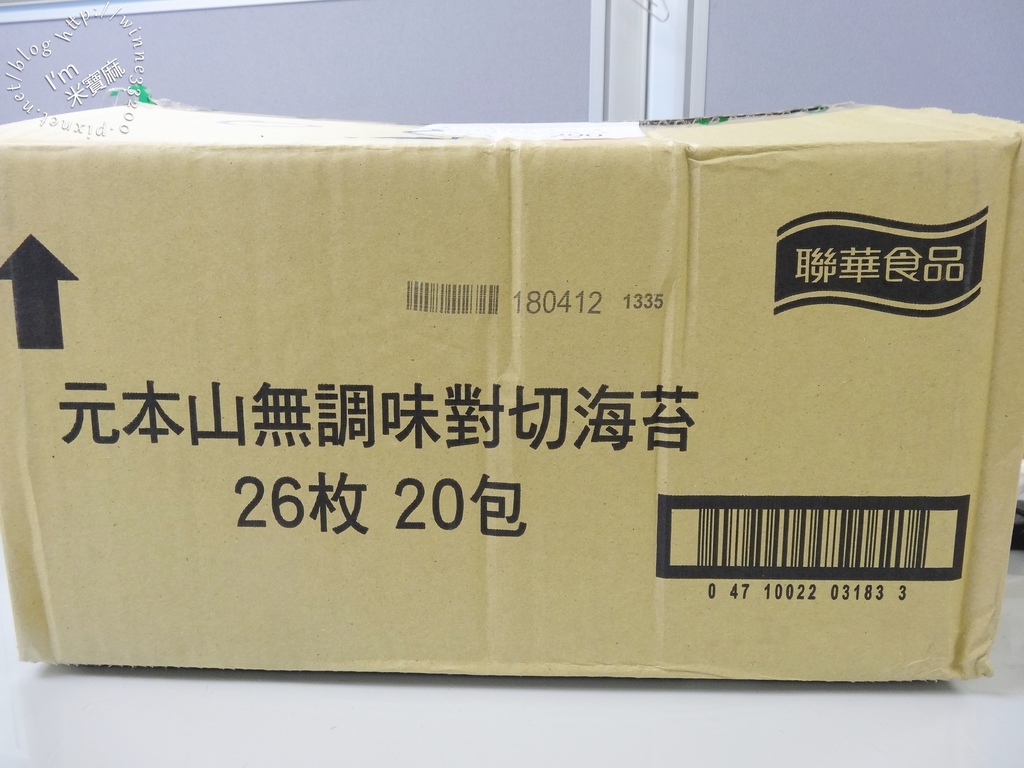 http://winne33200.pixnet.net/blog
I'm
米寶麻
聯華食品
180412 1335
元本山無調味對切海苔
26枚 20包
0 47 10022 03183 3